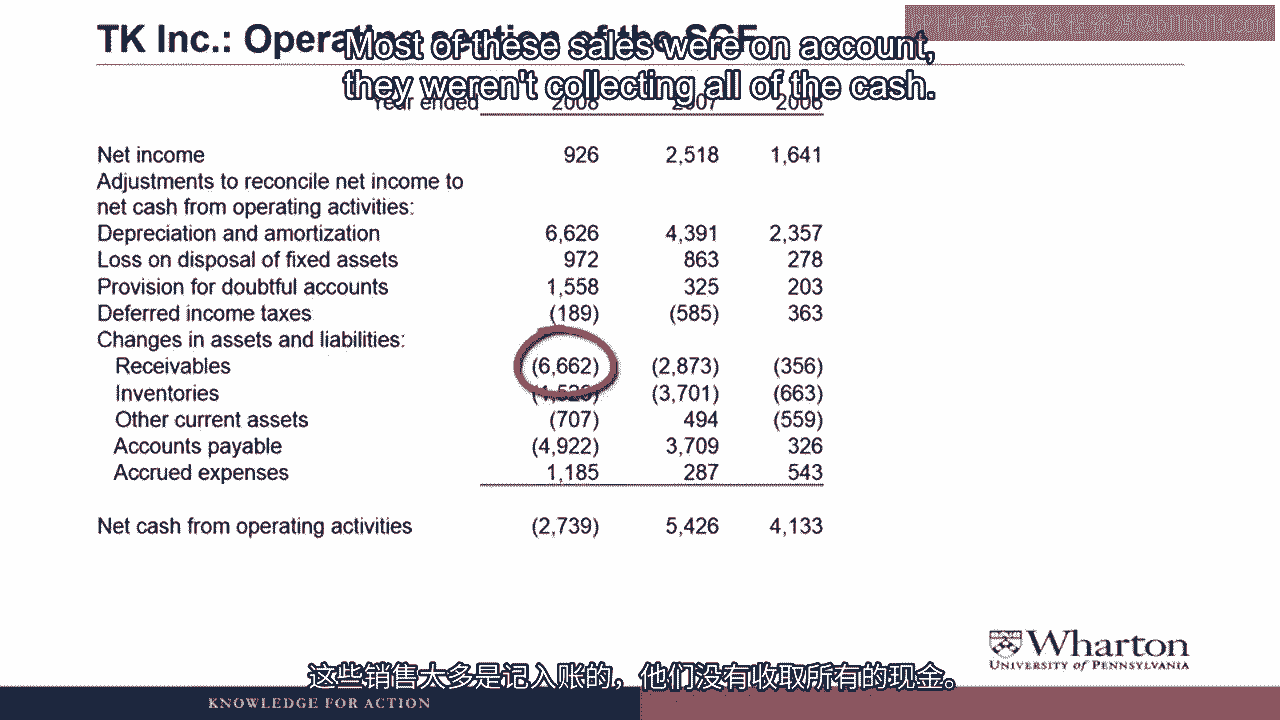 TK Inc.: Operating section of the SCF
Most of these sales were on account,
they weren't collecting all of the cash.
Year ended 2008 2007 2006
Net income 926 2,518 1,641
Adjustments to reconcile net income to
net cash from operating activities:
Depreciation and amortization 6,626 4,391 2,357
Loss on disposal of fixed assets 972 863 278
Provision for doubtful accounts 1,558 325 203
Deferred income taxes (189) (585) 363
Changes in assets and liabilities:
Receivables (6,662) (2,873) (356)
Inventories (3,701) (663)
Other current assets (707) 494 (559)
Accounts payable (4,922) 3,709 326
Accrued expenses 1,185 287 543
Net cash from operating activities (2,739) 5,426 4,133
Wharton
UNIVERSITY of PENNSYLVANIA
这些销售大多是记入账的，他们没有收取所有的现金。
KNOWLEDGE FOR ACTION